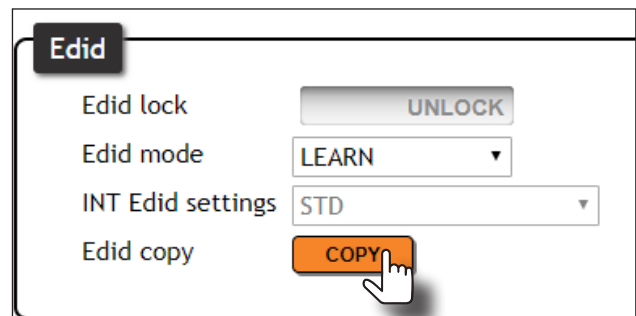 Edid
Edid lock UNLOCK
Edid mode LEARN
INT Edid settings STD
Edid copy COPY